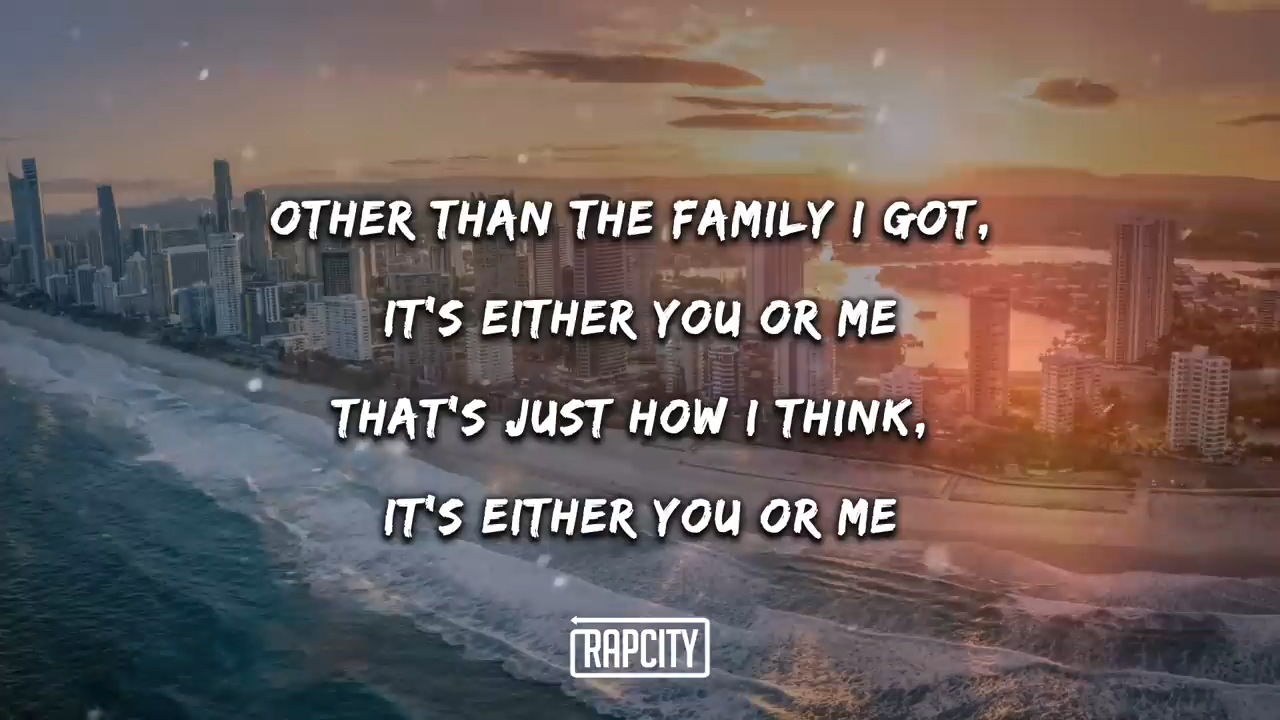 OTHER THAN THE FAMILY I GOT,
IT'S EITHER YOU OR ME
THAT'S JUST HOW I THINK,
IT'S EITHER YOU OR ME
RAPCITY